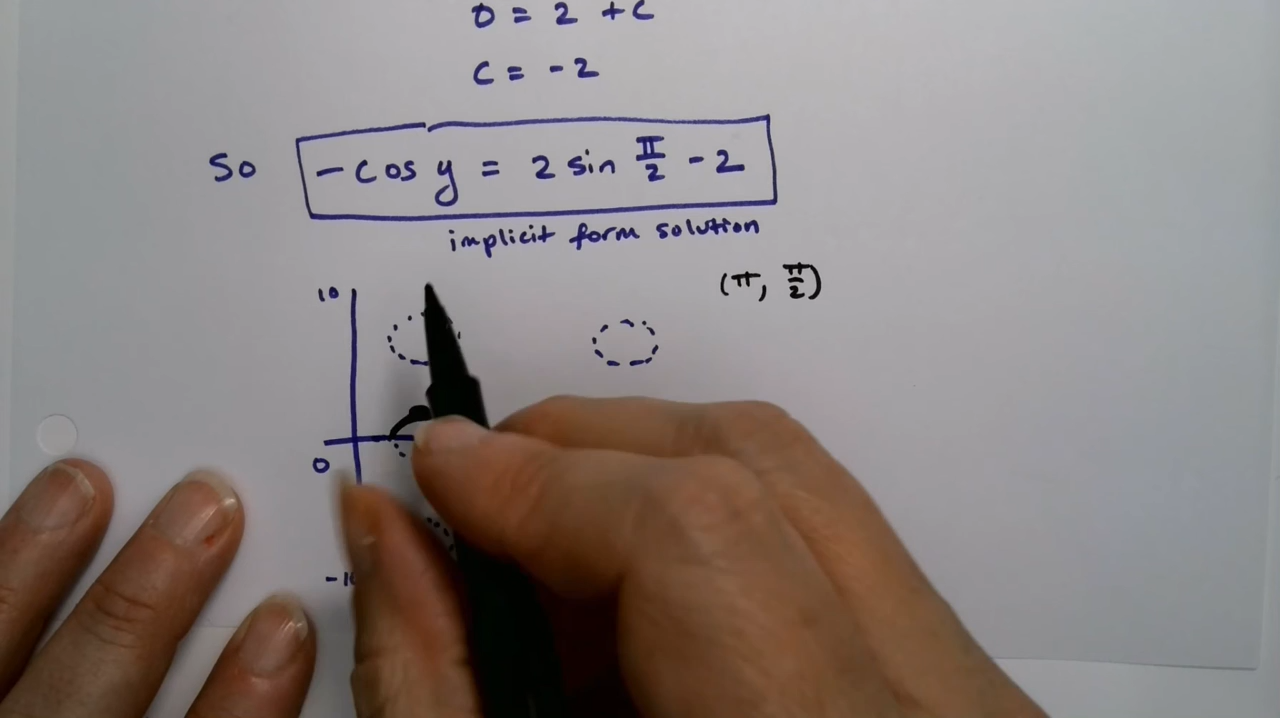 0 = 2 + C
C = -2
So -cos y = 2 sin π/2 - 2
implicit form solution
(π, π/2)
10
0